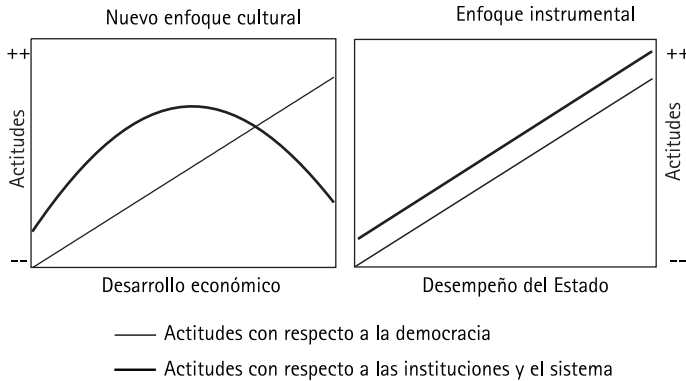 Nuevo enfoque cultural
Enfoque instrumental
++
++
Actitudes
Actitudes
--
--
Desarrollo económico
Desempeño del Estado
Actitudes con respecto a la democracia
Actitudes con respecto a las instituciones y el sistema